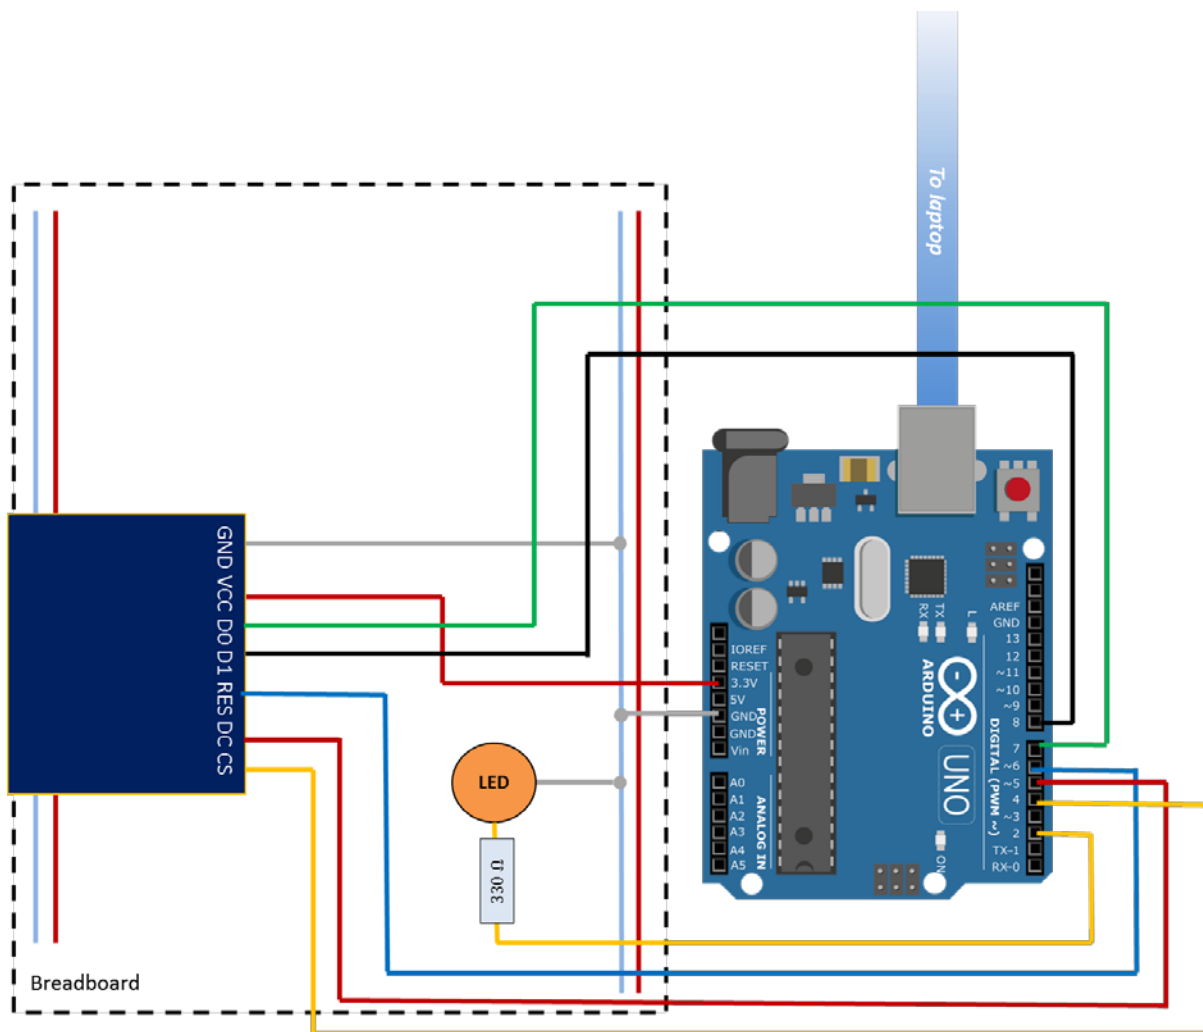 To laptop
GND VCC D0 D1 RES DC CS
LED
330 Ω
Breadboard
IOREF
RESET
3.3V
5V
GND
GND
Vin
POWER
A0
A1
A2
A3
A4
A5
ANALOG IN
RX
TX
L
ARDUINO
UNO
ON
AREF
GND
13
12
~11
~10
~9
8
7
~6
~5
4
~3
2
TX-1
RX-0
DIGITAL (PWM ~)